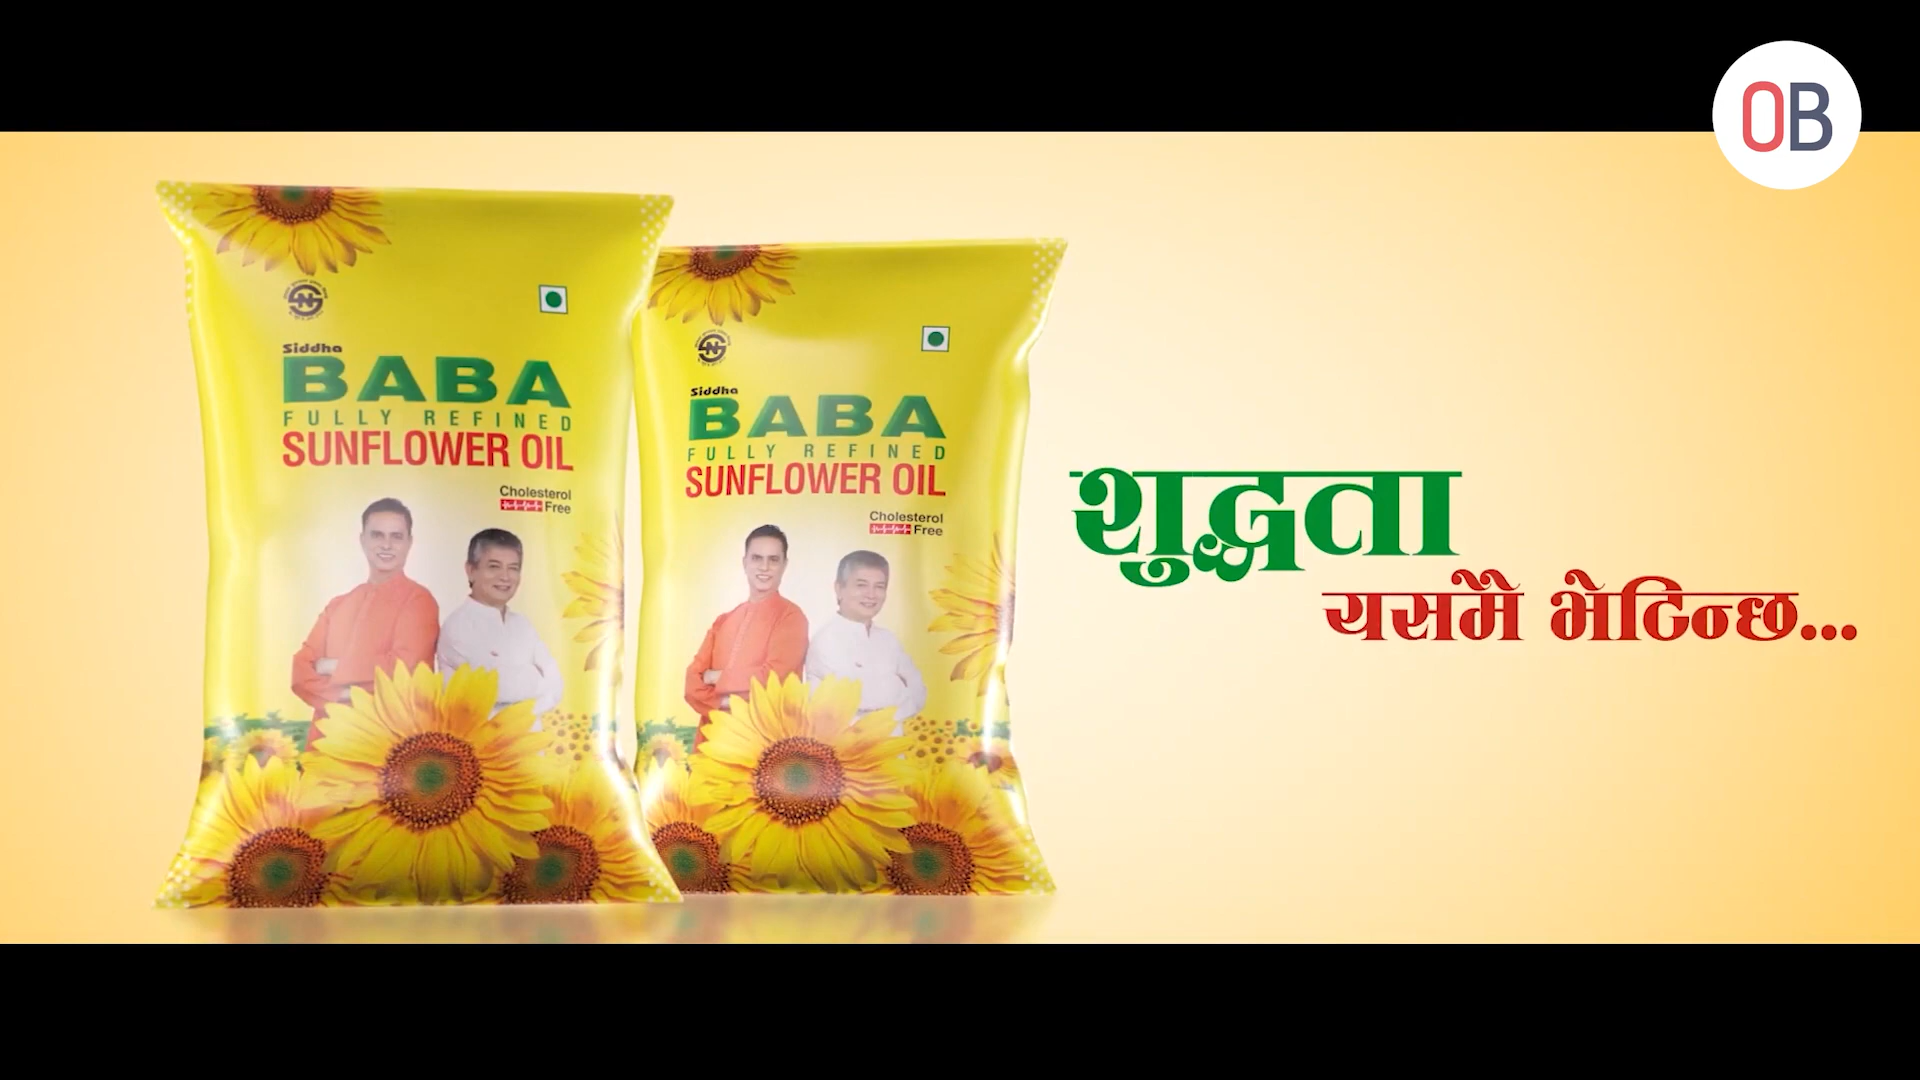 OB
Siddha
BABA
FULLY REFINED
SUNFLOWER OIL
Cholesterol
Free
Siddha
BABA
FULLY REFINED
SUNFLOWER OIL
Cholesterol
Free
शुद्धता
यसमै भेटिन्छ...